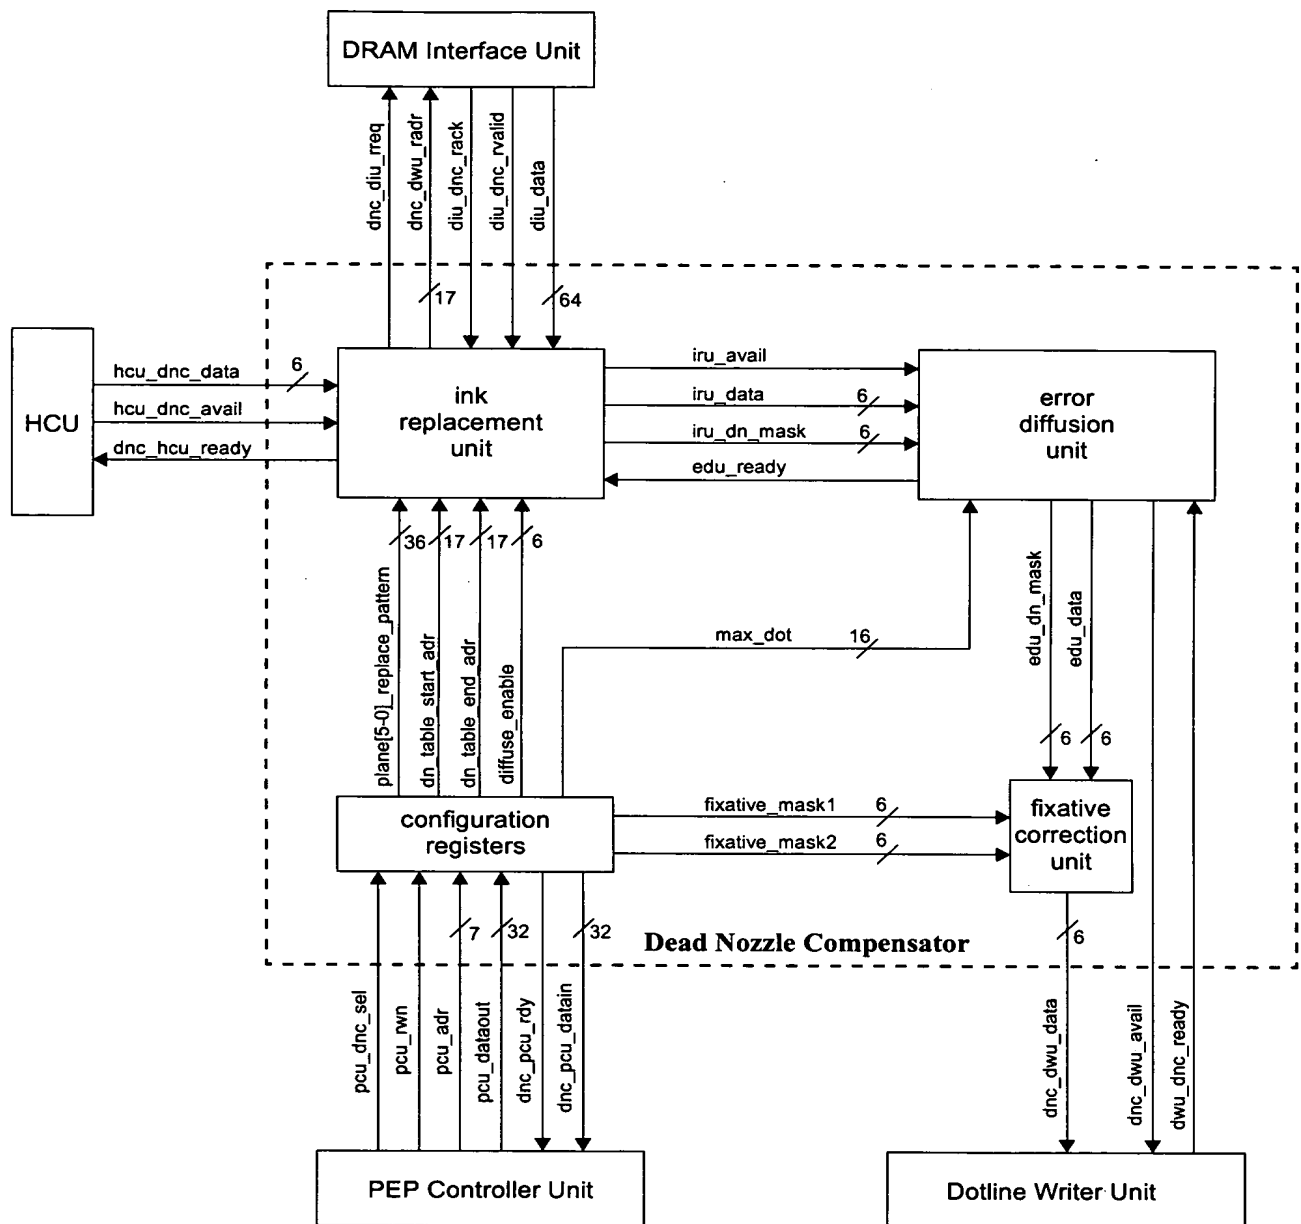 DRAM Interface Unit
dnc_diu_rreq
dnc_dwu_radr
diu_dnc_rack
diu_dnc_rvalid
diu_data
17
64
HCU
hcu_dnc_data
6
hcu_dnc_avail
dnc_hcu_ready
ink
replacement
unit
iru_avail
iru_data
6
iru_dn_mask
6
edu_ready
error
diffusion
unit
36
17
17
6
plane[5-0]_replace_pattern
dn_table_start_adr
dn_table_end_adr
diffuse_enable
max_dot
16
edu_dn_mask
edu_data
6
6
configuration
registers
fixative_mask1
6
fixative_mask2
6
fixative
correction
unit
7
32
32
6
Dead Nozzle Compensator
pcu_dnc_sel
pcu_rwn
pcu_adr
pcu_dataout
dnc_pcu_rdy
dnc_pcu_datain
dnc_dwu_data
dnc_dwu_avail
dwu_dnc_ready
PEP Controller Unit
Dotline Writer Unit